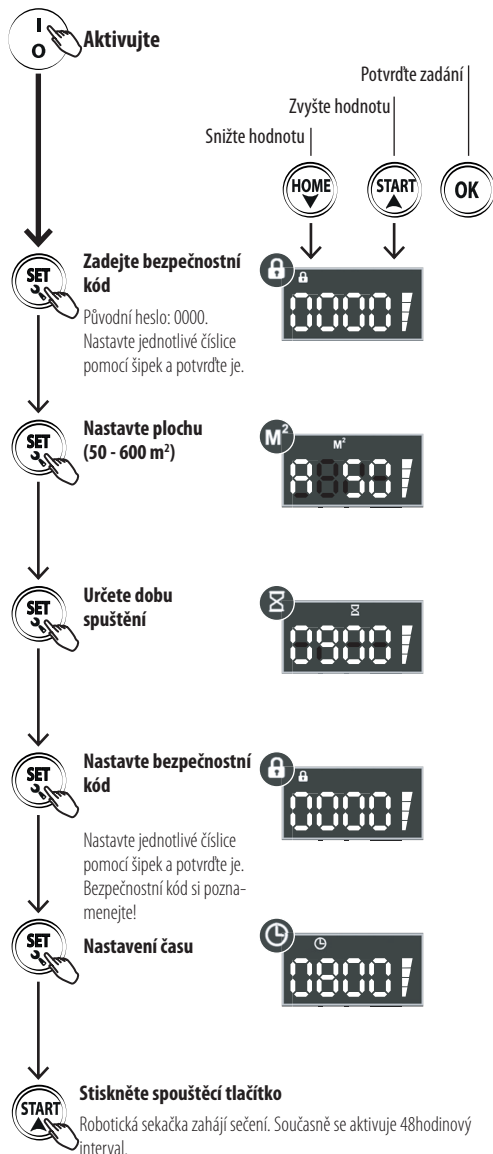 I
O
Aktivujte
Potvrďte zadání
Zvyšte hodnotu
Snižte hodnotu
HOME
START
OK
SET
Zadejte bezpečnostní
kód
Původní heslo: 0000.
Nastavte jednotlivé číslice
pomocí šipek a potvrďte je.
0000
SET
Nastavte plochu
(50 - 600 m²)
M²
M²
SET
Určete dobu
spuštění
SET
Nastavte bezpečnostní
kód
Nastavte jednotlivé číslice
pomocí šipek a potvrďte je.
Bezpečnostní kód si pozna-
menejte!
0000
SET
Nastavení času
0800
START
Stiskněte spouštěcí tlačítko
Robotická sekačka zahájí sečení. Současně se aktivuje 48hodinový
interval.